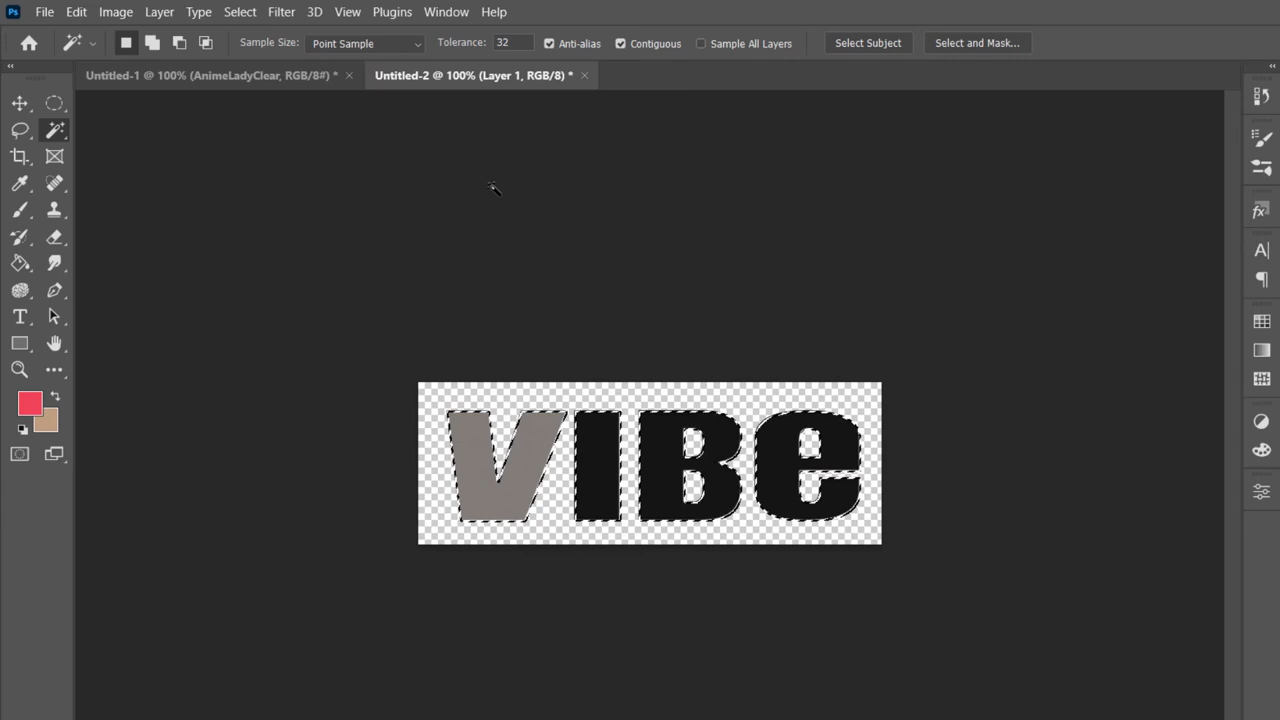 Ps File Edit Image Layer Type Select Filter 3D View Plugins Window Help
Sample Size: Point Sample Tolerance: 32 Anti-alias Contiguous Sample All Layers Select Subject Select and Mask...
Untitled-1 @ 100% (AnimeLadyClear, RGB/8#) * × Untitled-2 @ 100% (Layer 1, RGB/8) * ×
VIBe